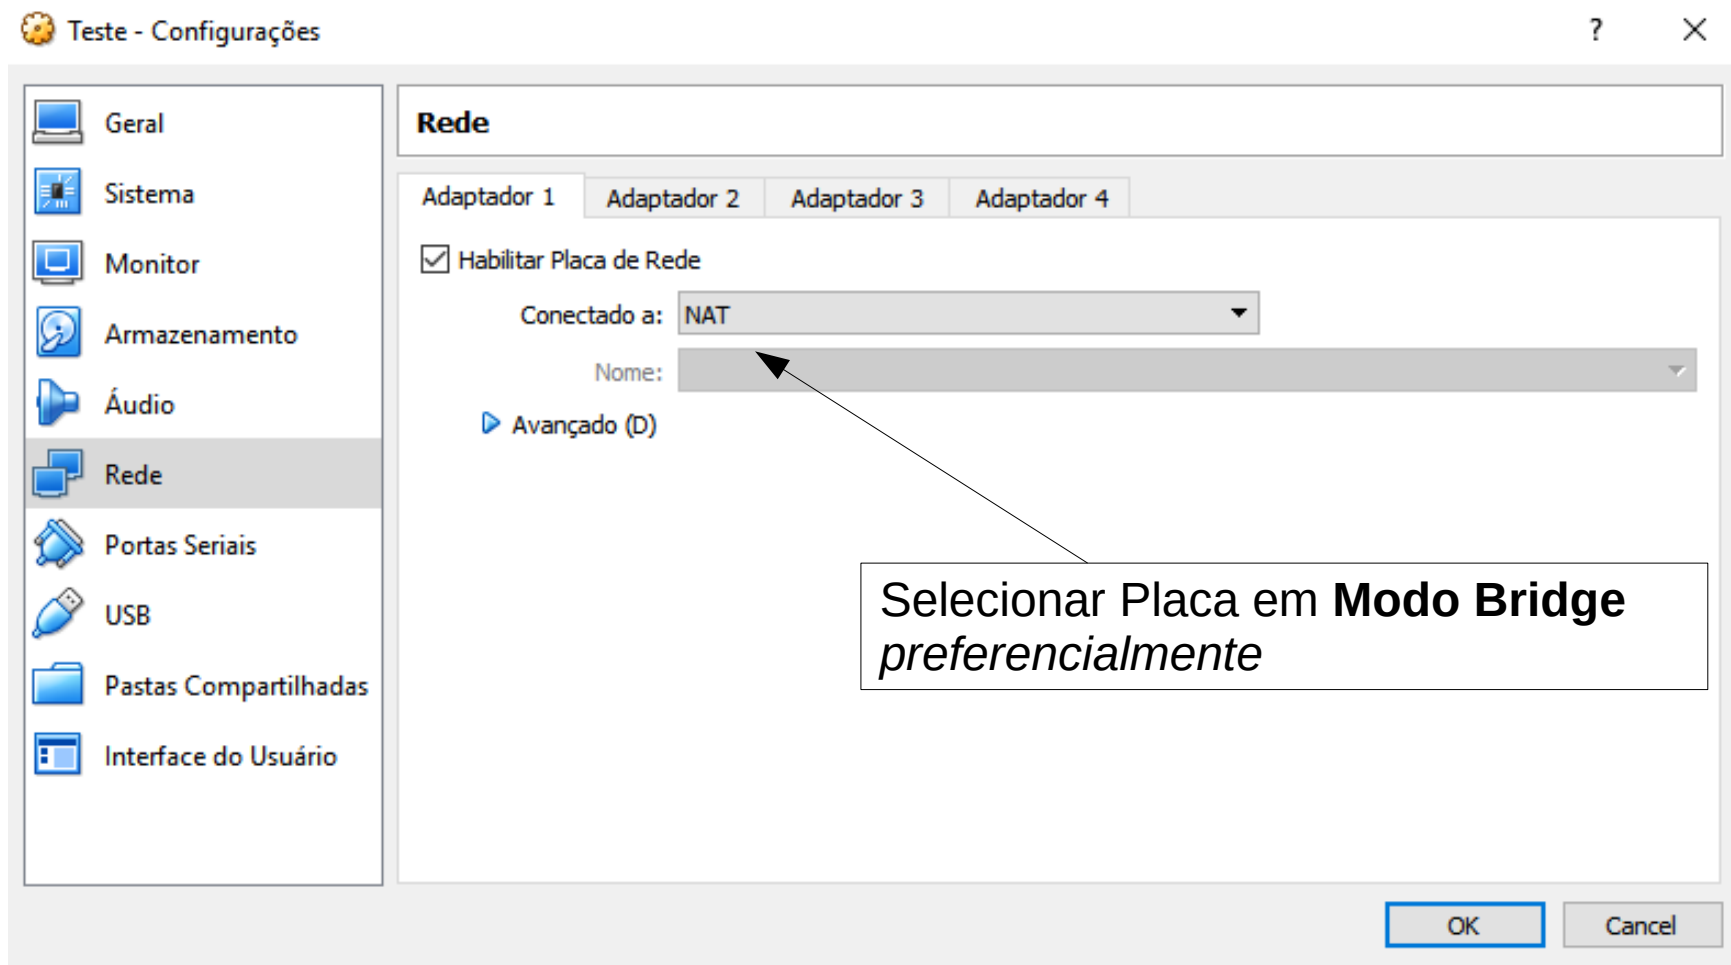 Teste - Configurações
?
Geral
Sistema
Monitor
Armazenamento
Áudio
Rede
Portas Seriais
USB
Pastas Compartilhadas
Interface do Usuário
Rede
Adaptador 1 Adaptador 2 Adaptador 3 Adaptador 4
Habilitar Placa de Rede
Conectado a: NAT
Nome:
Avançado (D)
Selecionar Placa em Modo Bridge
preferencialmente
OK Cancel